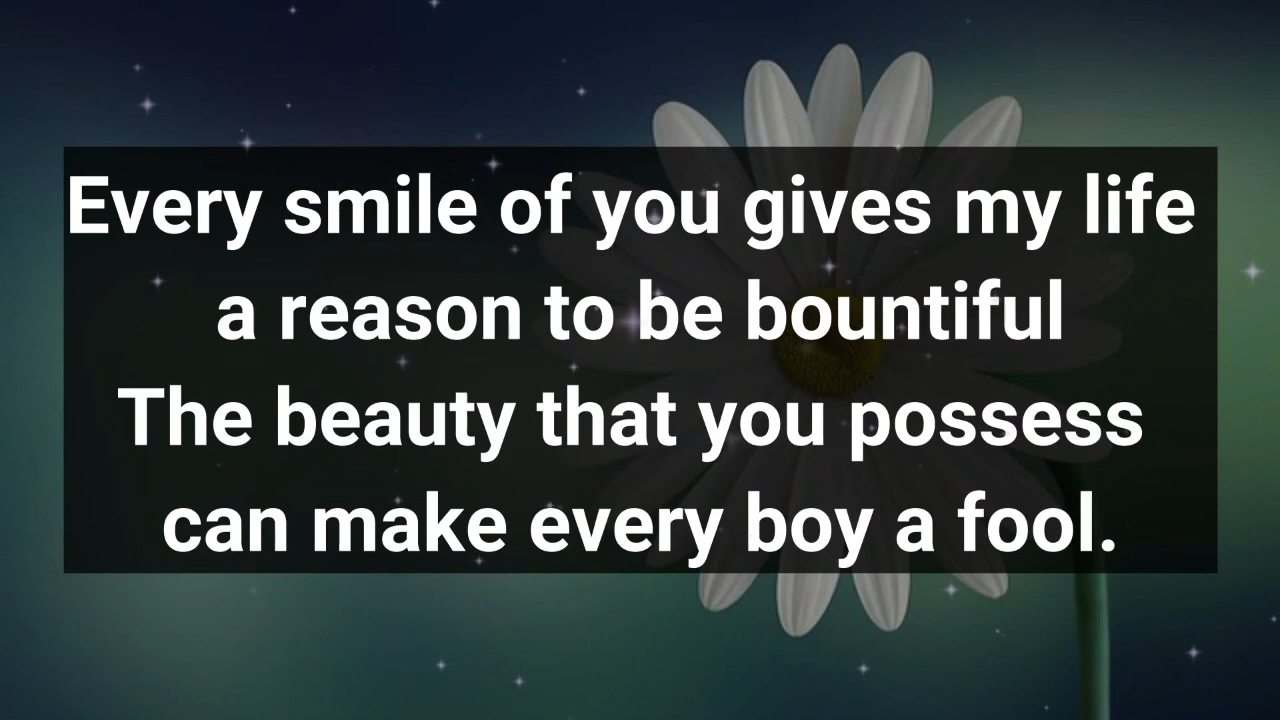 Every smile of you gives my life
a reason to be bountiful
The beauty that you possess
can make every boy a fool.